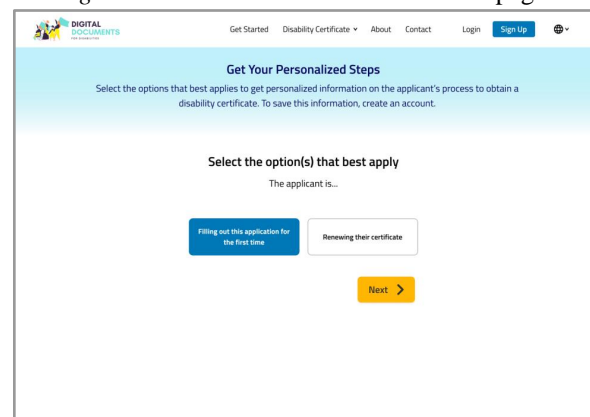 DIGITAL
DOCUMENTS
FOR DISABILITIES
Get Started Disability Certificate About Contact Login Sign Up
Get Your Personalized Steps
Select the options that best applies to get personalized information on the applicant's process to obtain a
disability certificate. To save this information, create an account.
Select the option(s) that best apply
The applicant is...
Filling out this application for
the first time
Renewing their certificate
Next